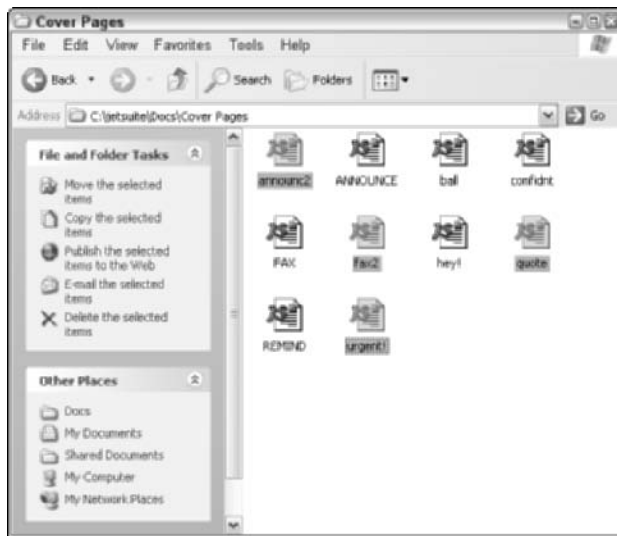 Cover Pages
File Edit View Favorites Tools Help
Back Search Folders
Address C:\jetsuite\Docs\Cover Pages Go
File and Folder Tasks
Move the selected
items
Copy the selected
items
Publish the selected
items to the Web
E-mail the selected
items
Delete the selected
items
Other Places
Docs
My Documents
Shared Documents
My Computer
My Network Places
announc2 ANNOUNCE ball confidnt
FAX fax2 hey! quote
REMIND urgent!